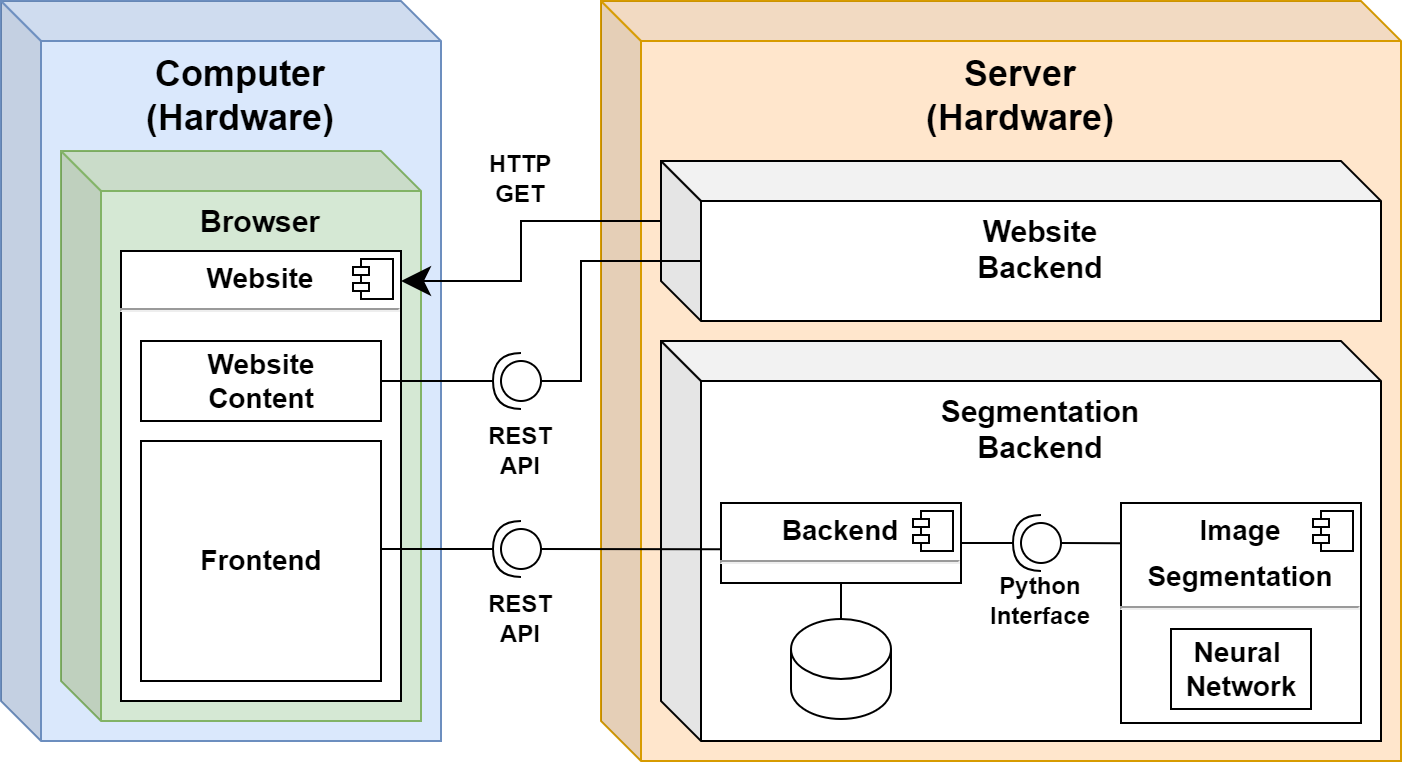 Computer
(Hardware)
Browser
Website
Website
Content
Frontend
HTTP
GET
REST
API
REST
API
Server
(Hardware)
Website
Backend
Segmentation
Backend
Backend
Python
Interface
Image
Segmentation
Neural
Network